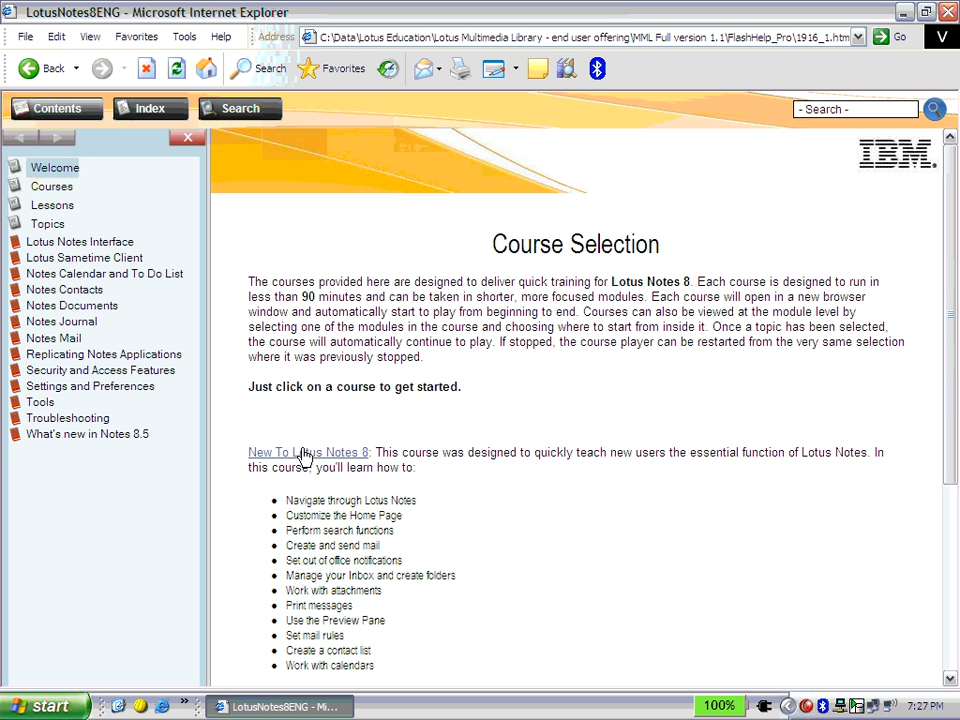 LotusNotes8ENG - Microsoft Internet Explorer
File Edit View Favorites Tools Help Address C:\Data\Lotus Education\Lotus Multimedia Library - end user offering\MML Full version 1.1\FlashHelp_Pro\1916_1.htm Go
Back Search Favorites
Contents Index Search - Search -
IBM.
Welcome
Courses
Lessons
Topics
Lotus Notes Interface
Lotus Sametime Client
Notes Calendar and To Do List
Notes Contacts
Notes Documents
Notes Journal
Notes Mail
Replicating Notes Applications
Security and Access Features
Settings and Preferences
Tools
Troubleshooting
What's new in Notes 8.5
Course Selection
The courses provided here are designed to deliver quick training for Lotus Notes 8. Each course is designed to run in
less than 90 minutes and can be taken in shorter, more focused modules. Each course will open in a new browser
window and automatically start to play from beginning to end. Courses can also be viewed at the module level by
selecting one of the modules in the course and choosing where to start from inside it. Once a topic has been selected,
the course will automatically continue to play. If stopped, the course player can be restarted from the very same selection
where it was previously stopped.
Just click on a course to get started.
New To Lotus Notes 8: This course was designed to quickly teach new users the essential function of Lotus Notes. In
this course, you'll learn how to:
Navigate through Lotus Notes
Customize the Home Page
Perform search functions
Create and send mail
Set out of office notifications
Manage your Inbox and create folders
Work with attachments
Print messages
Use the Preview Pane
Set mail rules
Create a contact list
Work with calendars
start » LotusNotes8ENG - Mi... 100% 7:27 PM